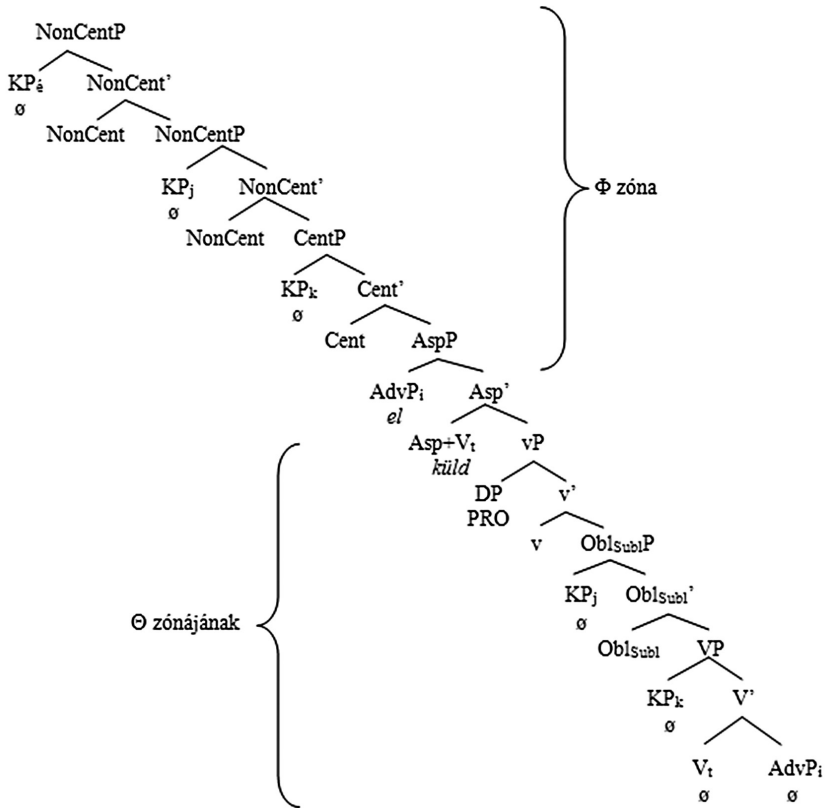 NonCentP
KPé NonCent’
ø
NonCent NonCentP
KPj NonCent’
ø
NonCent CentP
KPk Cent’
ø
Cent AspP
AdvPi Asp’
el
Asp+Vt vP
küld
DP v’
PRO
v OblSublP
KPj OblSubl’
ø
OblSubl VP
KPk V’
ø
Vt AdvPi
ø ø
Φ zóna
Θ zónájának